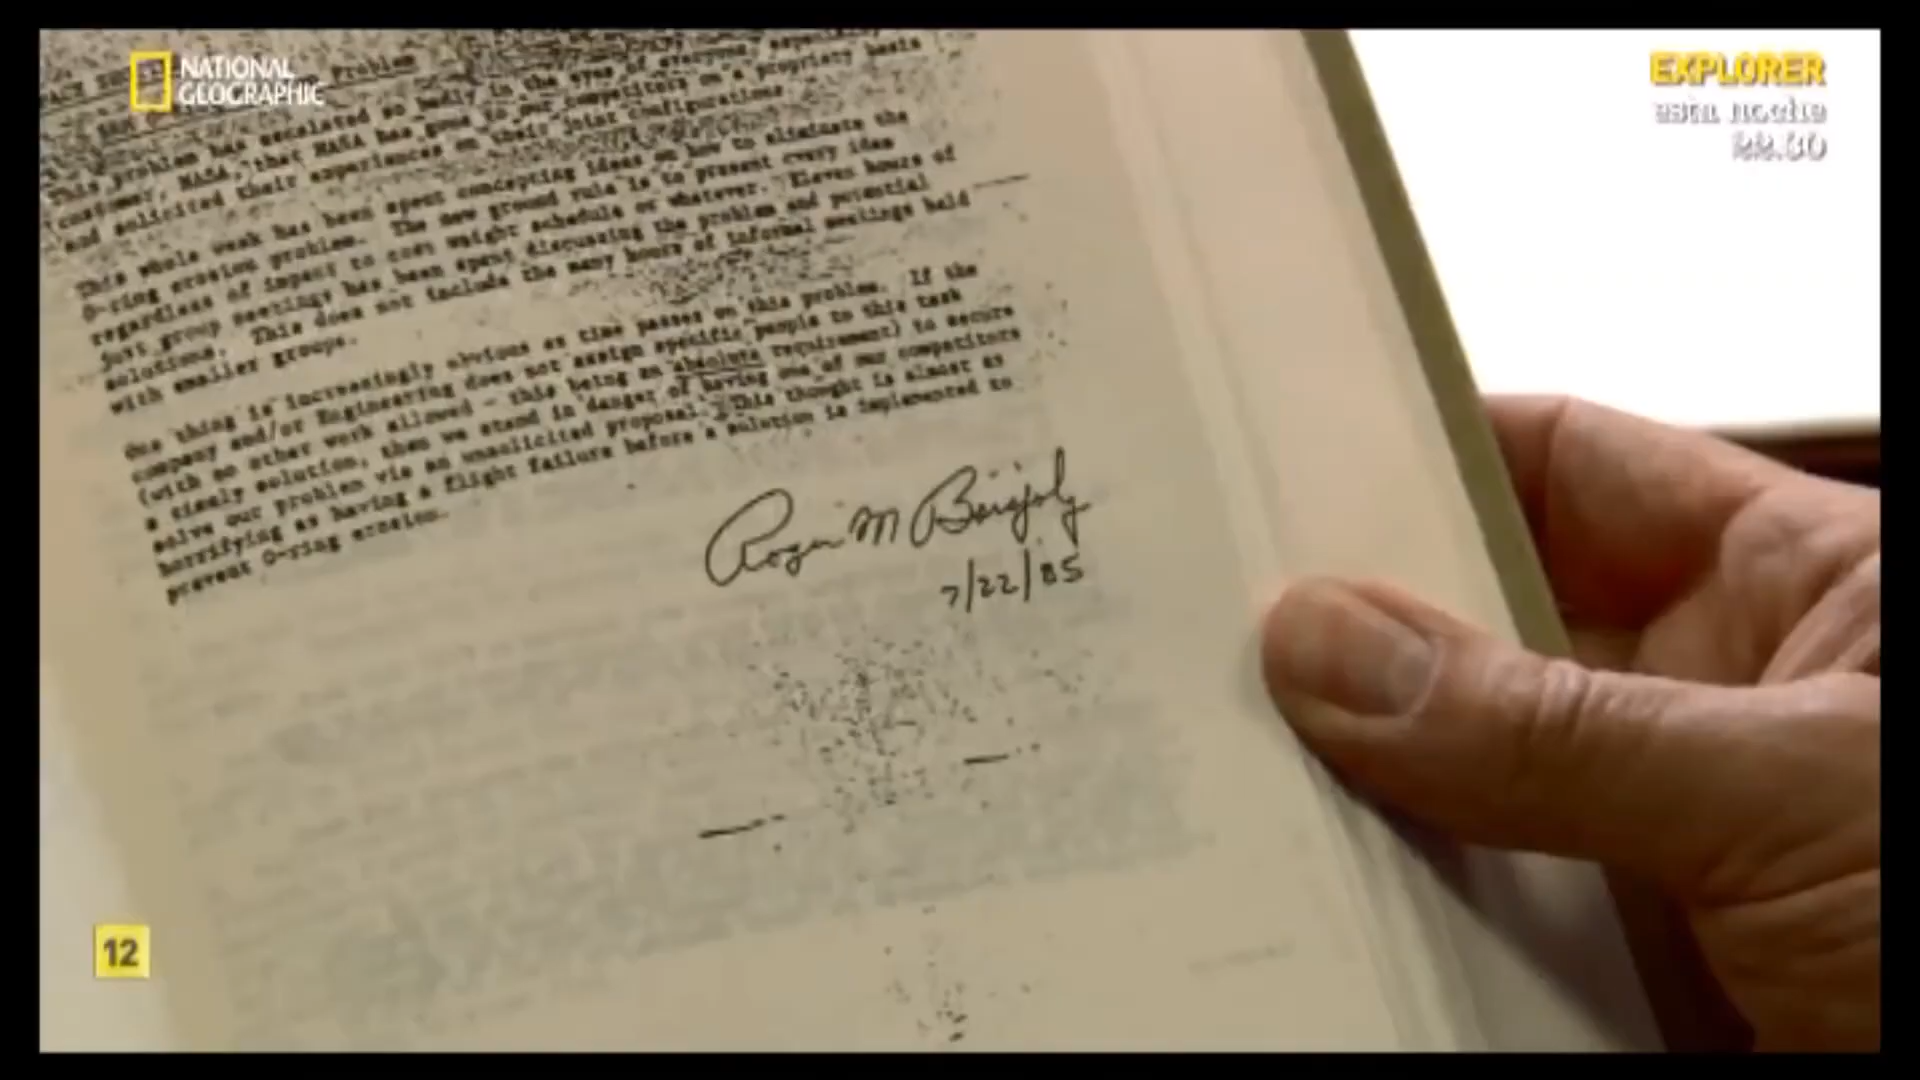 NATIONAL
GEOGRAPHIC
EXPLORER
esta noche
22.30
Problem
This problem has escalated so badly in the eyes of everyone, especially
customer, NASA, that NASA has gone to our competitors on a propriety basis
and solicited their experiences on their joint configurations
This whole week has been spent concepting ideas on how to eliminate the
O-ring erosion problem. The new ground rule is to present every idea
regardless of impact to cost weight schedule or whatever. Eleven hours of
just group meetings has been spent discussing the problem and potential
solutions. This does not include the many hours of informal meetings held
with smaller groups.
One thing is increasingly obvious as time passes on this problem. If the
company and/or Engineering does not assign specific people to this task
(with no other work allowed - this being an absolute requirement) to secure
a timely solution, then we stand in danger of having one of our competitors
solve our problem via an unsolicited proposal. This thought is almost as
horrifying as having a flight failure before a solution is implemented to
prevent O-ring erosion.
Roger M Boisjoly
7/22/85
12